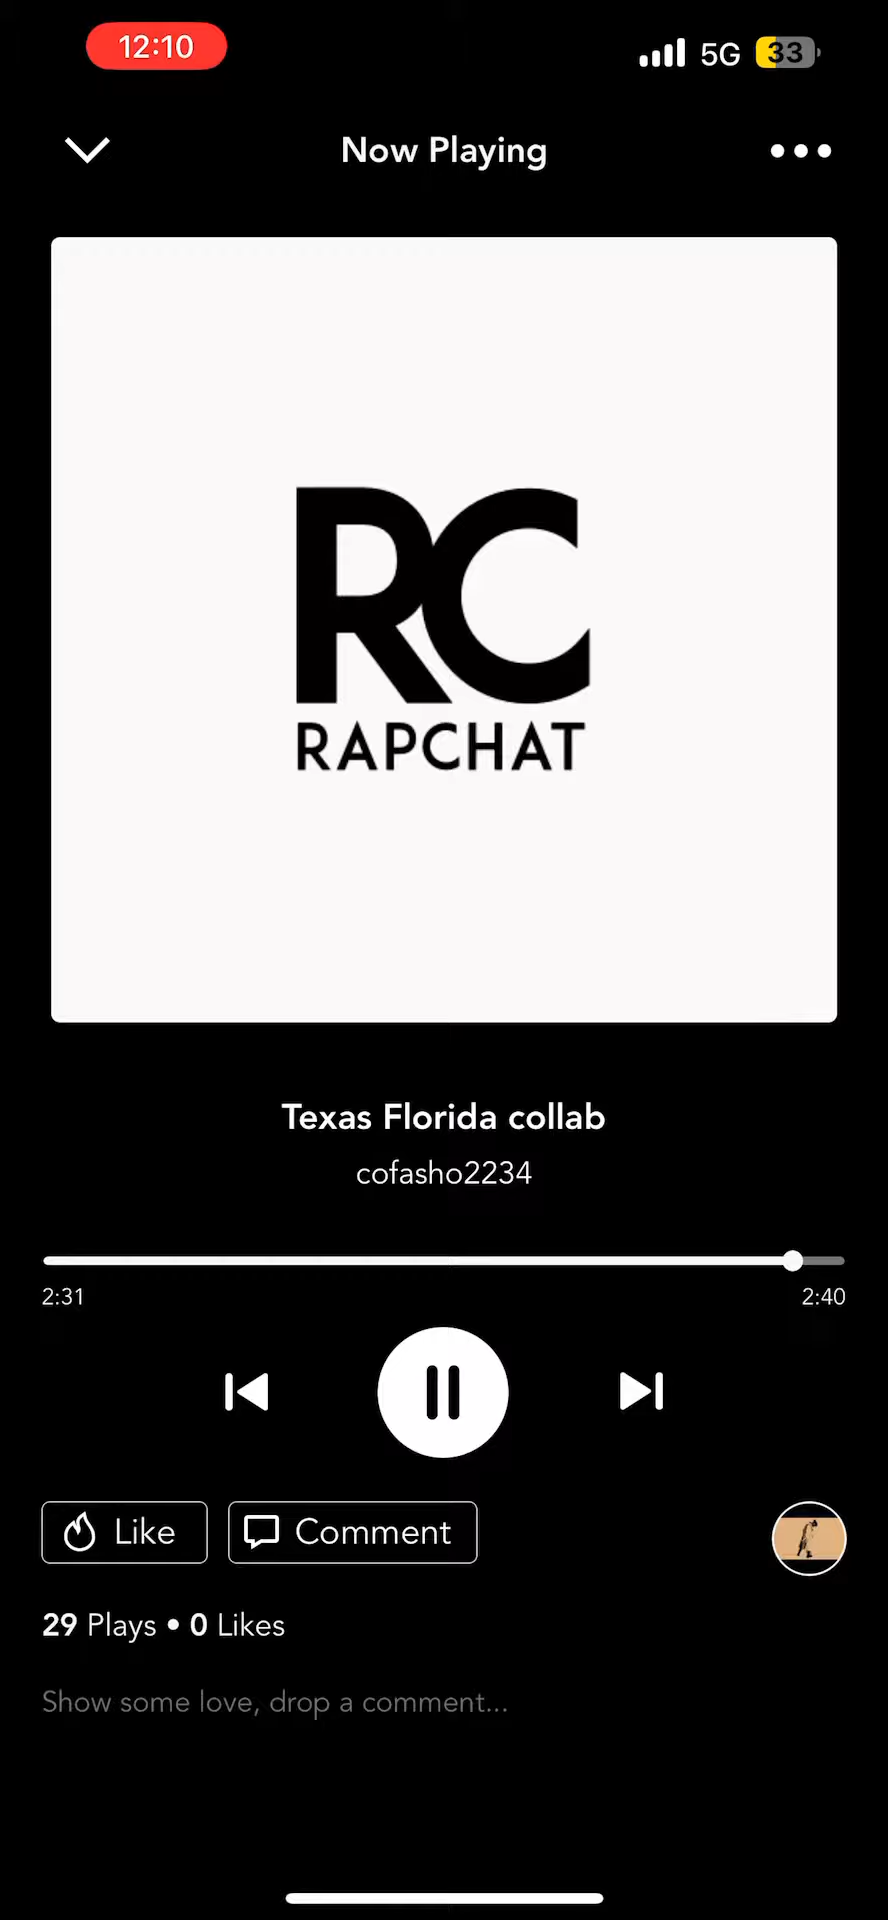 12:10
5G
33
Now Playing
RC
RAPCHAT
Texas Florida collab
cofasho2234
2:31
2:40
Like
Comment
29 Plays • 0 Likes
Show some love, drop a comment...